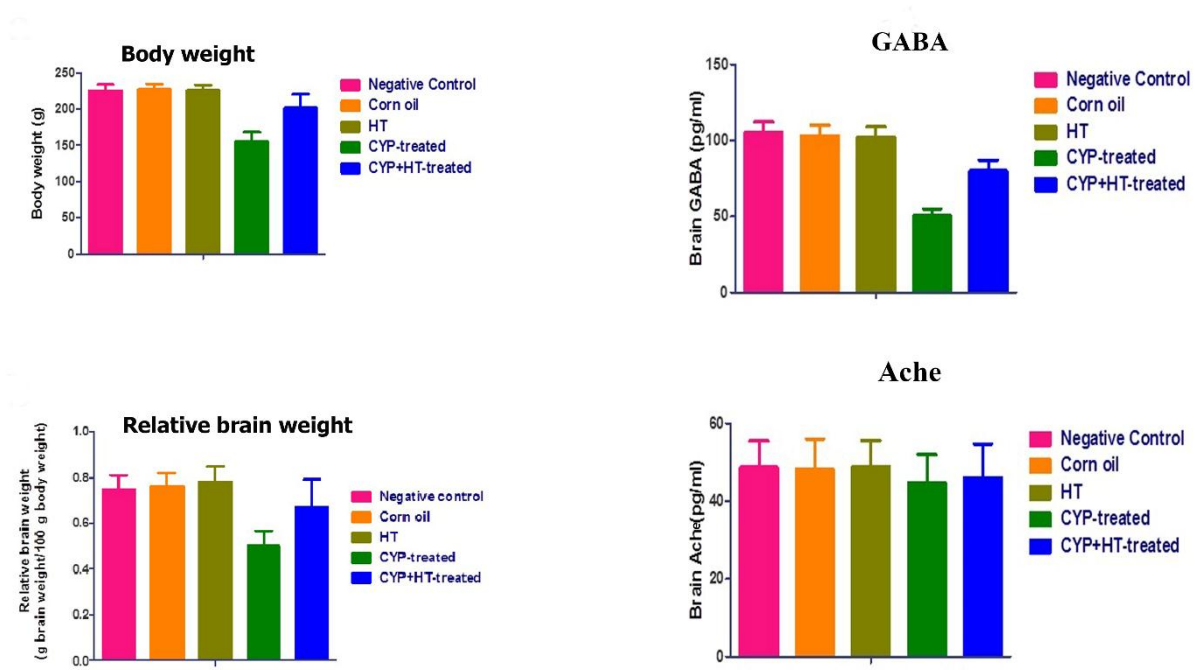 Body weight
Body weight (g)
250
200
150
100
50
0
Negative Control
Corn oil
HT
CYP-treated
CYP+HT-treated
GABA
Brain GABA (pg/ml)
150
100
50
0
Negative Control
Corn oil
HT
CYP-treated
CYP+HT-treated
Relative brain weight
Relative brain weight
(g brain weight/100 g body weight)
1.0
0.8
0.6
0.4
0.2
0.0
Negative control
Corn oil
HT
CYP-treated
CYP+HT-treated
Ache
Brain Ache(pg/ml)
60
40
20
0
Negative Control
Corn oil
HT
CYP-treated
CYP+HT-treated